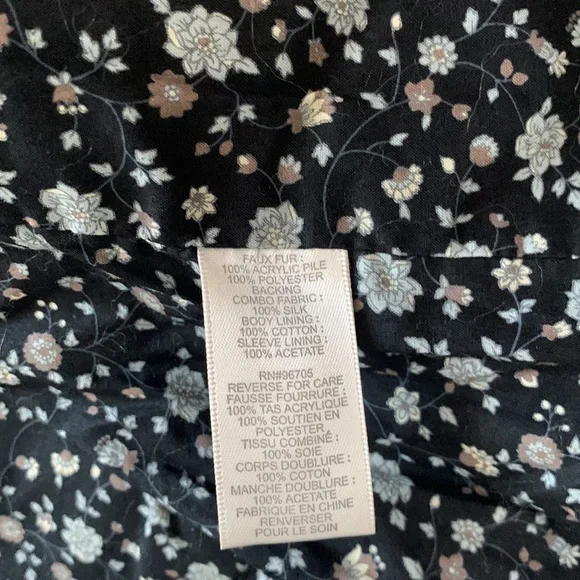 FAUX FUR :
100% ACRYLIC PILE
100% POLYESTER
BACKING
COMBO FABRIC :
100% SILK
BODY LINING :
100% COTTON :
SLEEVE LINING :
100% ACETATE
RN#96705
REVERSE FOR CARE
FAUSSE FOURRURE :
100% TAS ACRYLIQUE
100% SOUTIEN EN
POLYESTER
TISSU COMBINÉ :
100% SOIE
CORPS DOUBLURE :
100% COTON
MANCHE DOUBLURE :
100% ACETATE
FABRIQUE EN CHINE
RENVERSER
POUR LE SOIN